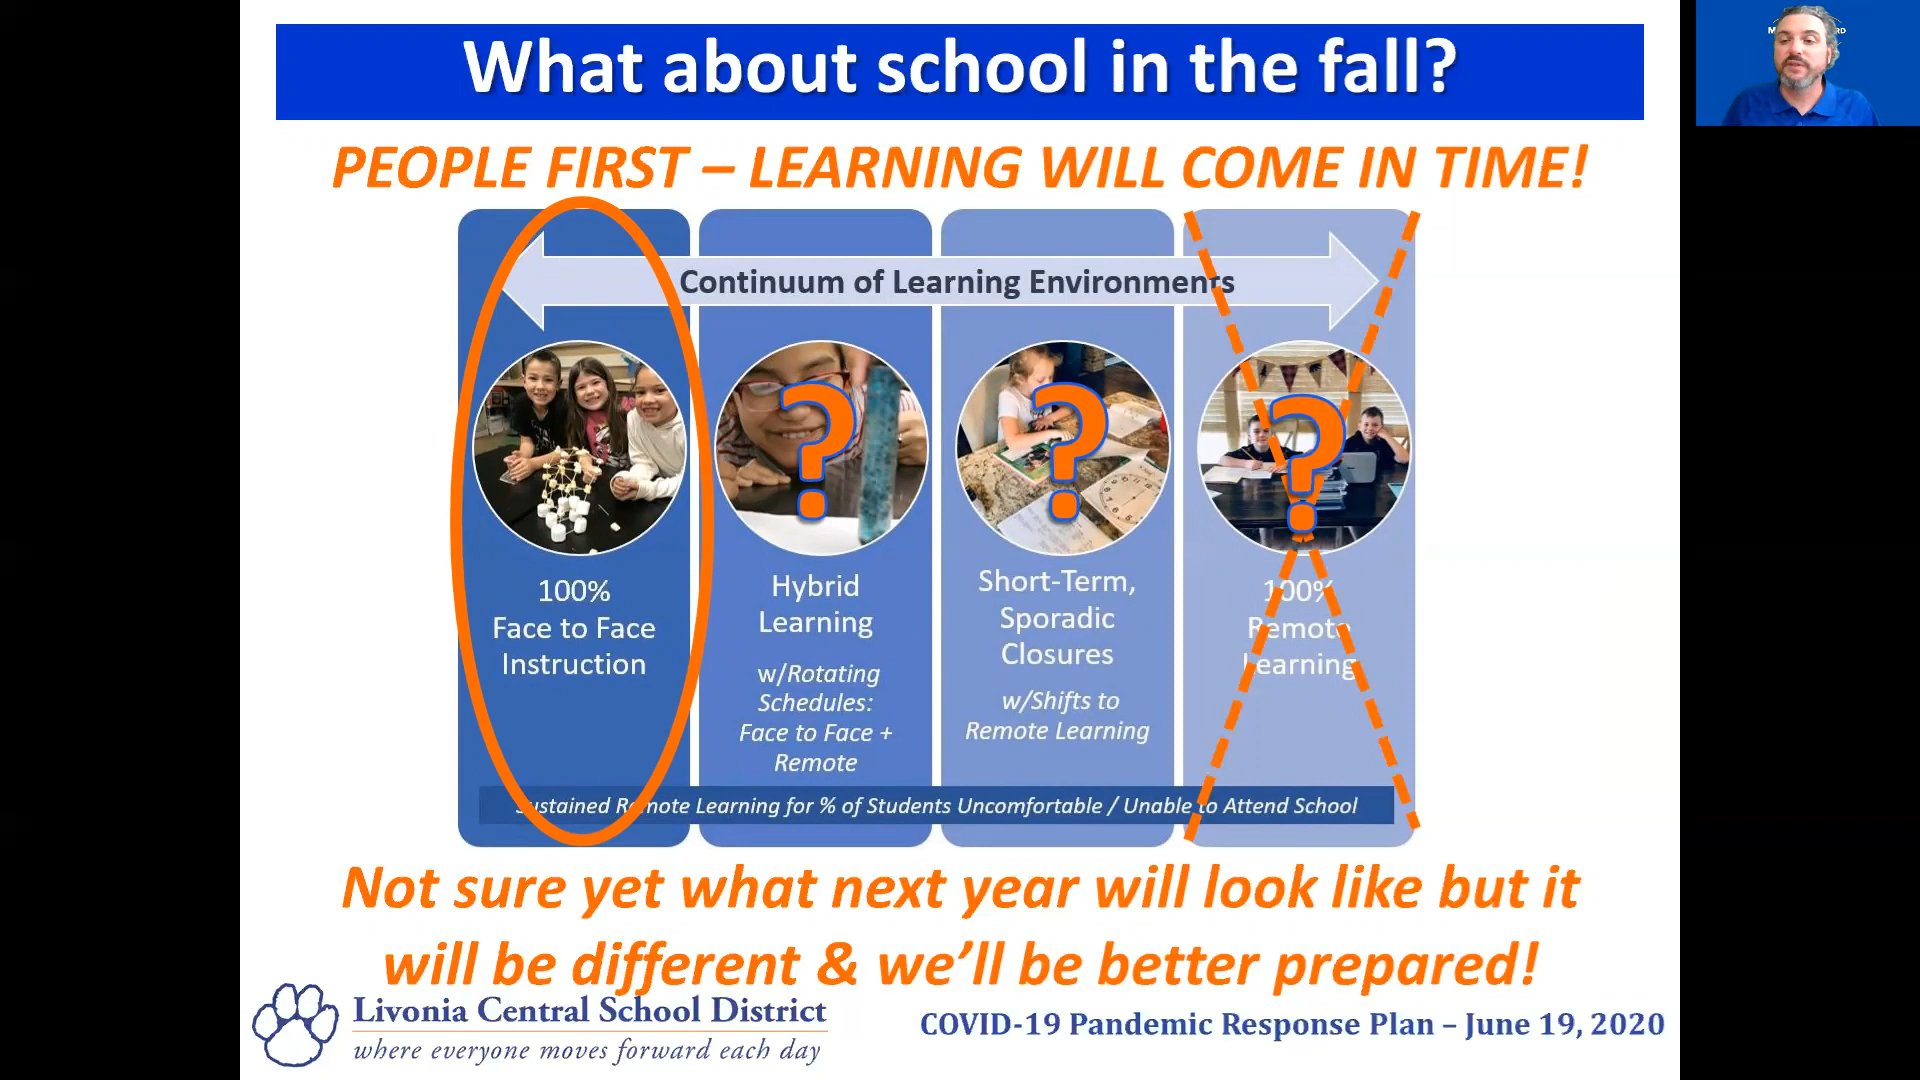 What about school in the fall?
PEOPLE FIRST – LEARNING WILL COME IN TIME!
Continuum of Learning Environments
100%
Face to Face
Instruction
Hybrid
Learning
w/Rotating
Schedules:
Face to Face +
Remote
Short-Term,
Sporadic
Closures
w/Shifts to
Remote Learning
100%
Remote
Learning
?
?
?
Sustained Remote Learning for % of Students Uncomfortable / Unable to Attend School
Not sure yet what next year will look like but it
will be different & we’ll be better prepared!
Livonia Central School District
where everyone moves forward each day
COVID-19 Pandemic Response Plan – June 19, 2020